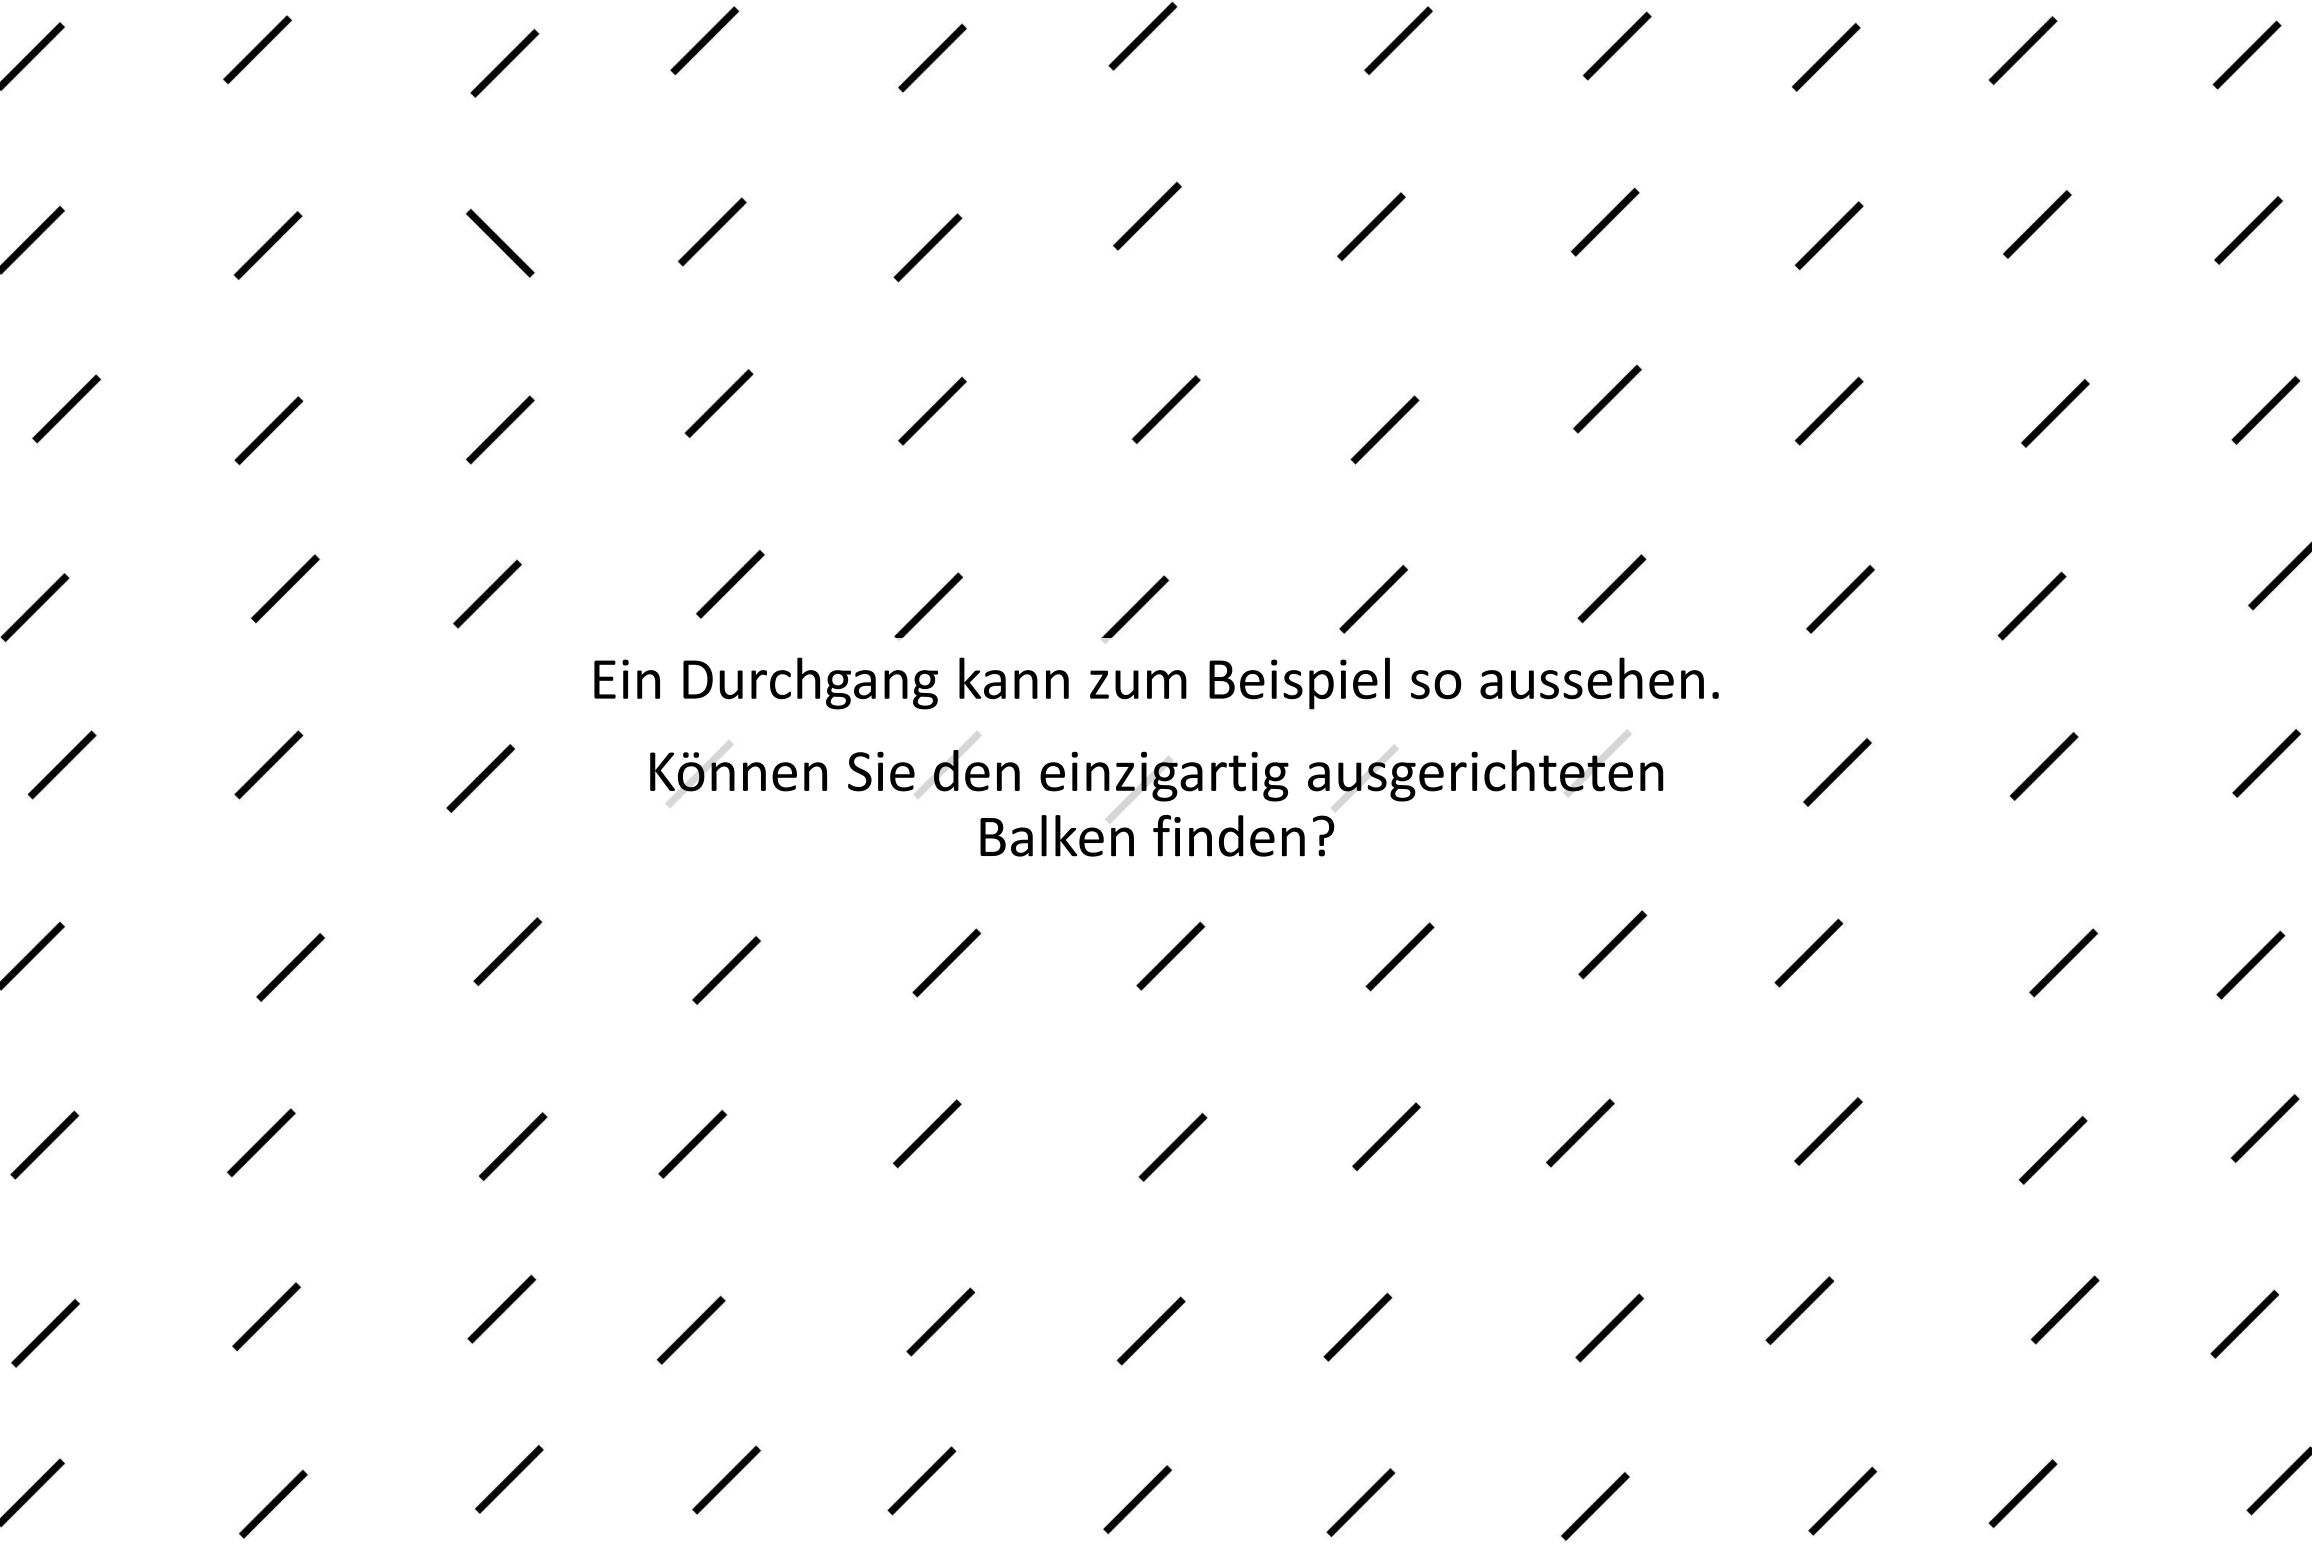 Ein Durchgang kann zum Beispiel so aussehen.
Können Sie den einzigartig ausgerichteten
Balken finden?